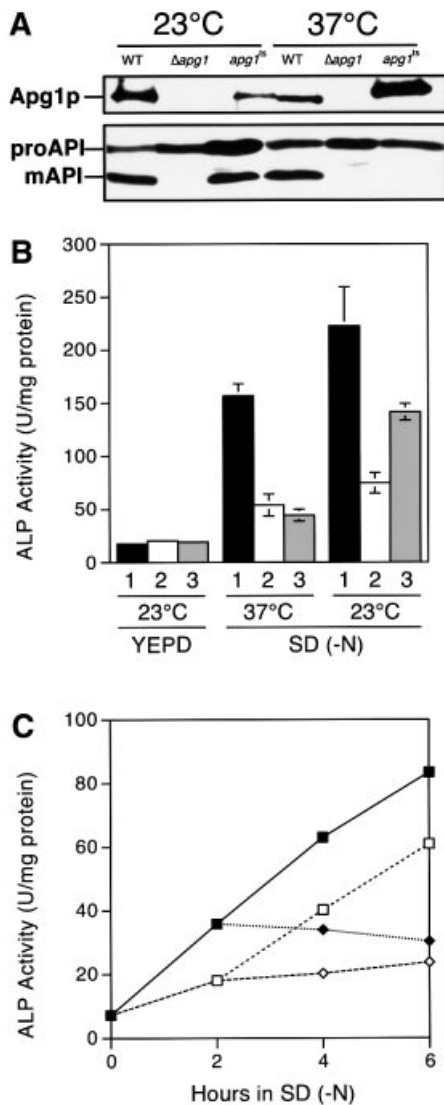 A
23°C 37°C
WT Δapg1 apg1ts WT Δapg1 apg1ts
Apg1p
proAPI
mAPI
B
ALP Activity (U/mg protein)
300
250
200
150
100
50
0
1 2 3 1 2 3 1 2 3
23°C 37°C 23°C
YEPD SD (-N)
C
ALP Activity (U/mg protein)
100
80
60
40
20
0
0 2 4 6
Hours in SD (-N)